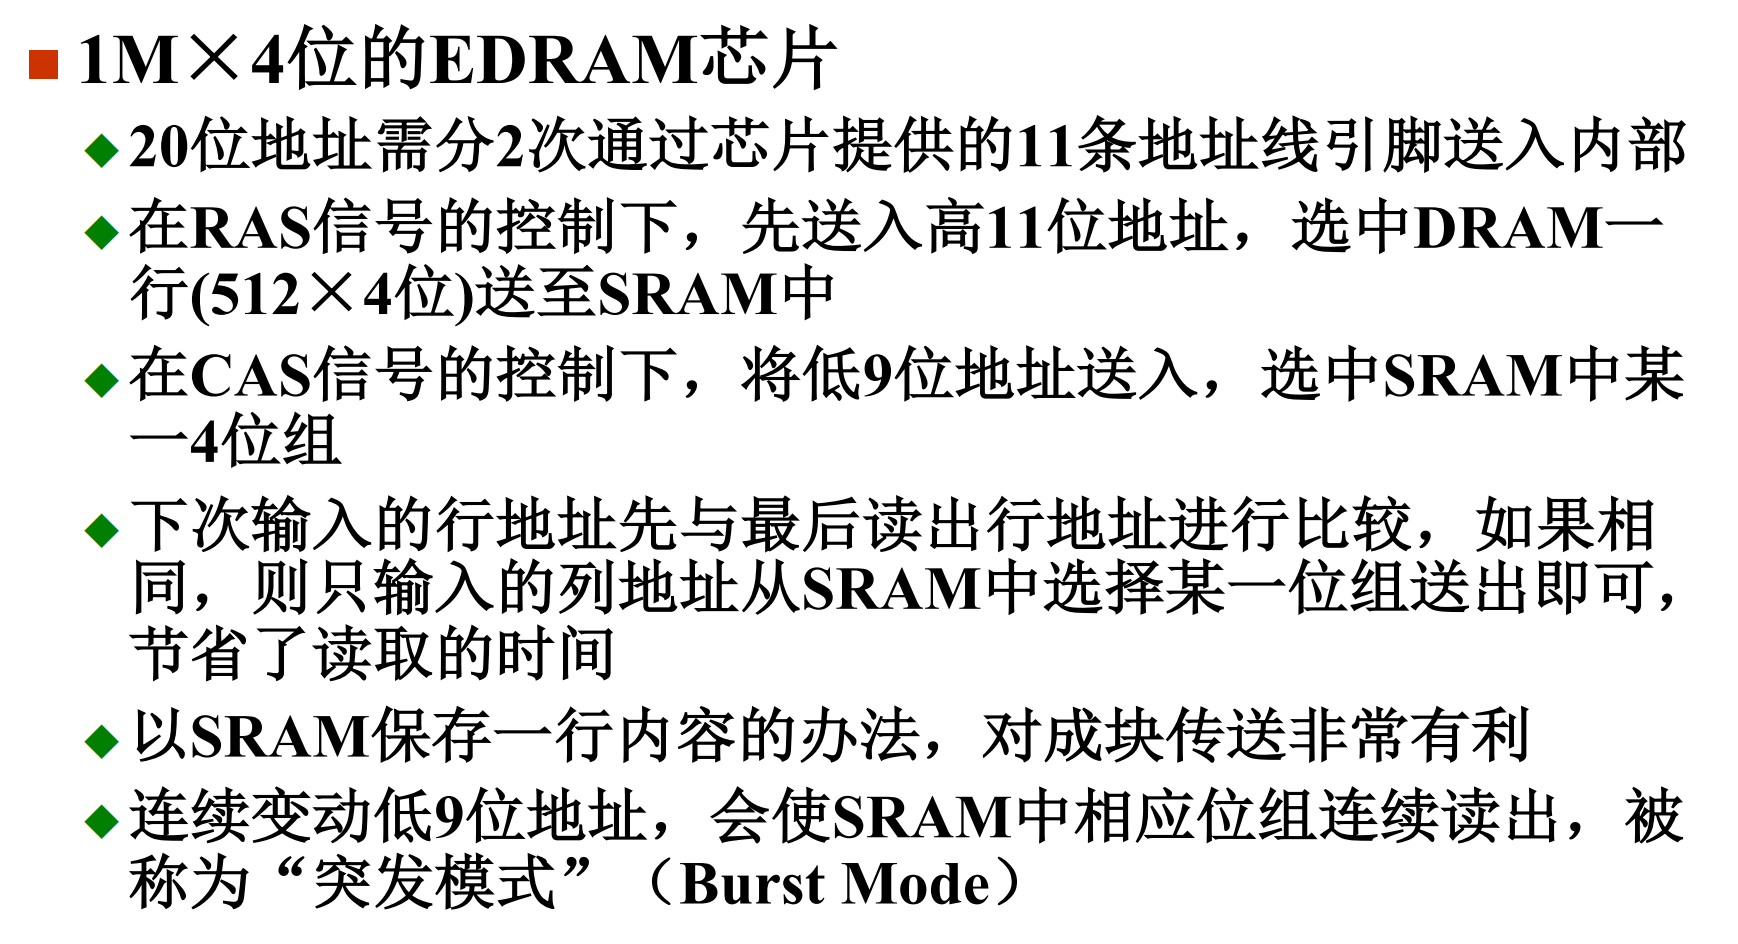 1M×4位的EDRAM芯片
20位地址需分2次通过芯片提供的11条地址线引脚送入内部
在RAS信号的控制下，先送入高11位地址，选中DRAM一
行(512×4位)送至SRAM中
在CAS信号的控制下，将低9位地址送入，选中SRAM中某
一4位组
下次输入的行地址先与最后读出行地址进行比较，如果相
同，则只输入的列地址从SRAM中选择某一位组送出即可，
节省了读取的时间
以SRAM保存一行内容的办法，对成块传送非常有利
连续变动低9位地址，会使SRAM中相应位组连续读出，被
称为“突发模式”（Burst Mode）